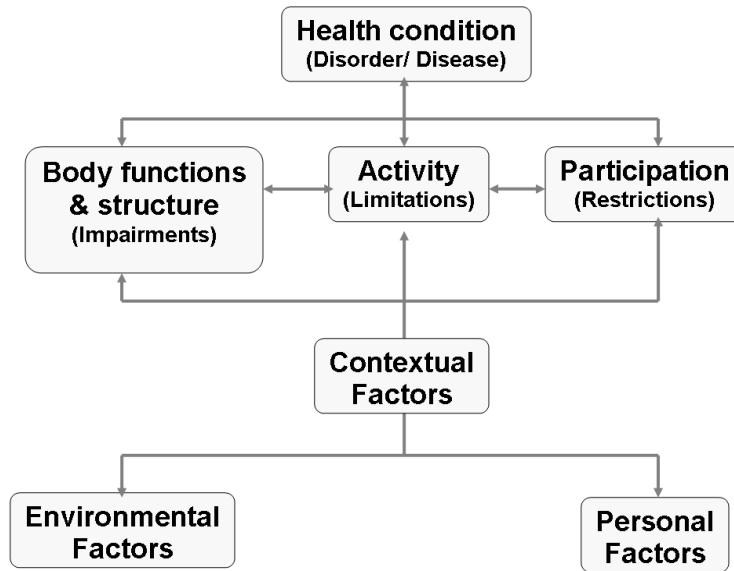 Health condition
(Disorder/ Disease)
Body functions
& structure
(Impairments)
Activity
(Limitations)
Participation
(Restrictions)
Contextual
Factors
Environmental
Factors
Personal
Factors